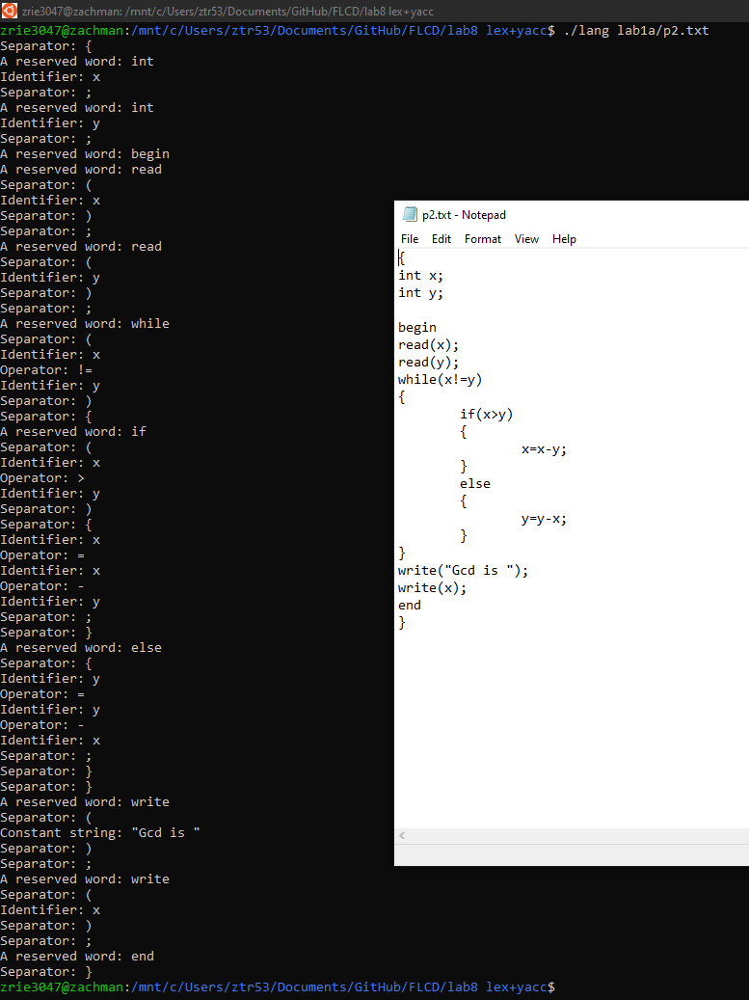 zrie3047@zachman: /mnt/c/Users/ztr53/Documents/GitHub/FLCD/lab8 lex+yacc
zrie3047@zachman:/mnt/c/Users/ztr53/Documents/GitHub/FLCD/lab8 lex+yacc$ ./lang lab1a/p2.txt
Separator: {
A reserved word: int
Identifier: x
Separator: ;
A reserved word: int
Identifier: y
Separator: ;
A reserved word: begin
A reserved word: read
Separator: (
Identifier: x
Separator: )
Separator: ;
A reserved word: read
Separator: (
Identifier: y
Separator: )
Separator: ;
A reserved word: while
Separator: (
Identifier: x
Operator: !=
Identifier: y
Separator: )
Separator: {
A reserved word: if
Separator: (
Identifier: x
Operator: >
Identifier: y
Separator: )
Separator: {
Identifier: x
Operator: =
Identifier: x
Operator: -
Identifier: y
Separator: ;
Separator: }
A reserved word: else
Separator: {
Identifier: y
Operator: =
Identifier: y
Operator: -
Identifier: x
Separator: ;
Separator: }
Separator: }
A reserved word: write
Separator: (
Constant string: "Gcd is "
Separator: )
Separator: ;
A reserved word: write
Separator: (
Identifier: x
Separator: )
Separator: ;
A reserved word: end
Separator: }
zrie3047@zachman:/mnt/c/Users/ztr53/Documents/GitHub/FLCD/lab8 lex+yacc$
p2.txt - Notepad
File Edit Format View Help
{
int x;
int y;

begin
read(x);
read(y);
while(x!=y)
{
        if(x>y)
        {
                x=x-y;
        }
        else
        {
                y=y-x;
        }
}
write("Gcd is ");
write(x);
end
}